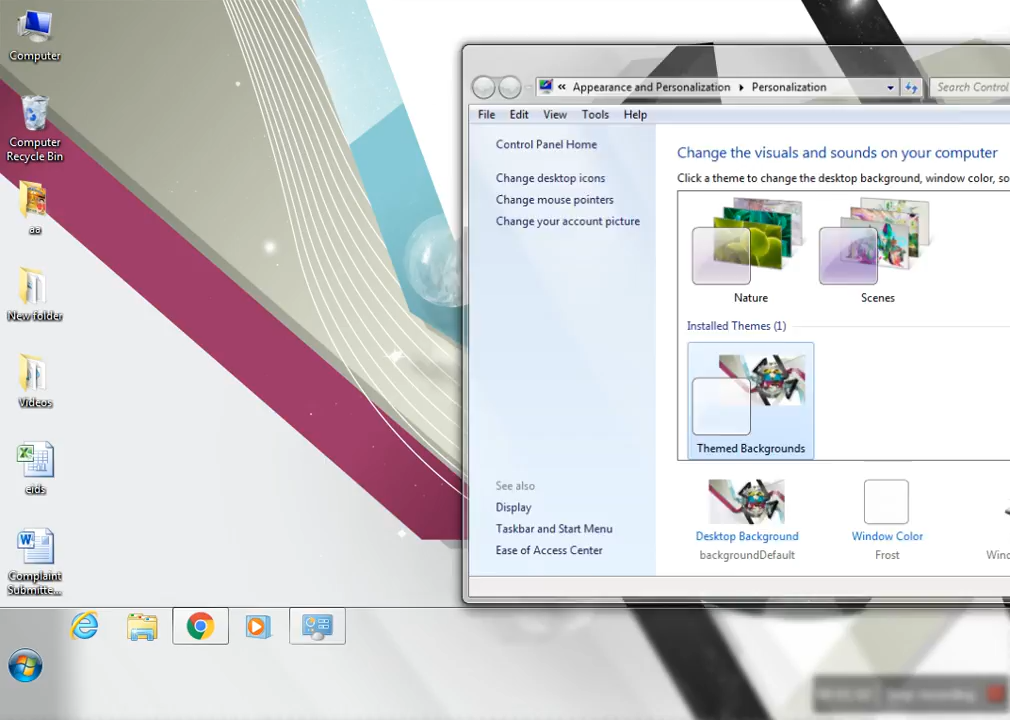 Computer
Computer
Recycle Bin
aa
New folder
Videos
eids
Complaint
Submitte...
« Appearance and Personalization Personalization
Search Control
File Edit View Tools Help
Control Panel Home
Change desktop icons
Change mouse pointers
Change your account picture
See also
Display
Taskbar and Start Menu
Ease of Access Center
Change the visuals and sounds on your computer
Click a theme to change the desktop background, window color, so
Nature
Scenes
Installed Themes (1)
Themed Backgrounds
Desktop Background
backgroundDefault
Window Color
Frost
Winc